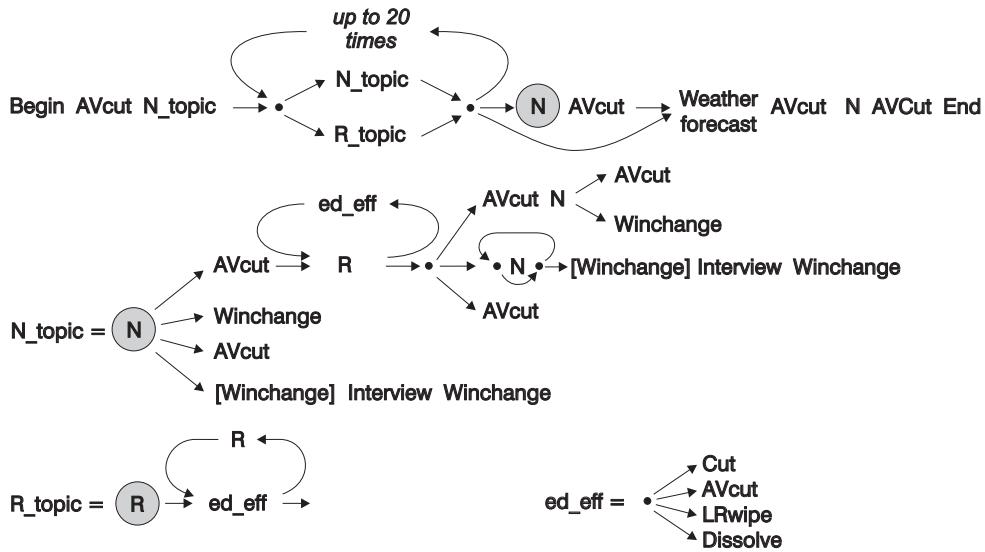 up to 20
times
N_topic
Begin AVcut N_topic
N AVcut
Weather
forecast
AVcut N AVCut End
R_topic
AVcut
ed_eff
AVcut N
Winchange
AVcut
R
N
[Winchange] Interview Winchange
AVcut
Winchange
N_topic = N
AVcut
[Winchange] Interview Winchange
R
R_topic = R
ed_eff
ed_eff =
Cut
AVcut
LRwipe
Dissolve